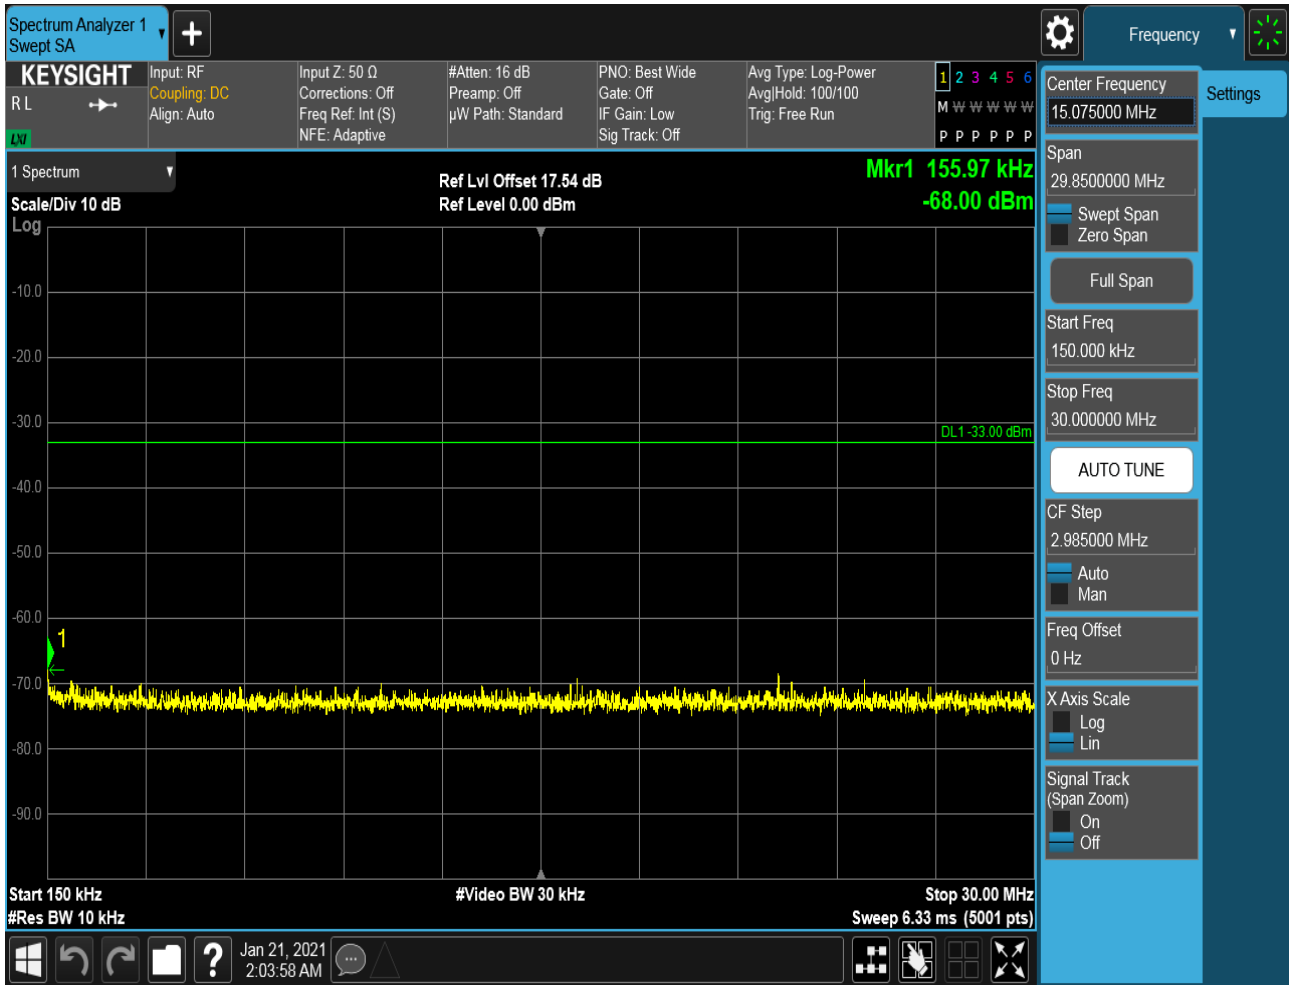 Spectrum Analyzer 1
Swept SA
Frequency
KEYSIGHT
R L
LXI
Input: RF
Coupling: DC
Align: Auto
Input Z: 50 Ω
Corrections: Off
Freq Ref: Int (S)
NFE: Adaptive
#Atten: 16 dB
Preamp: Off
µW Path: Standard
PNO: Best Wide
Gate: Off
IF Gain: Low
Sig Track: Off
Avg Type: Log-Power
Avg|Hold: 100/100
Trig: Free Run
1 2 3 4 5 6
M W W W W W
P P P P P P
1 Spectrum
Scale/Div 10 dB
Log
Ref Lvl Offset 17.54 dB
Ref Level 0.00 dBm
Mkr1 155.97 kHz
-68.00 dBm
-10.0
-20.0
-30.0
DL1 -33.00 dBm
-40.0
-50.0
-60.0
1
-70.0
-80.0
-90.0
Start 150 kHz
#Video BW 30 kHz
Stop 30.00 MHz
#Res BW 10 kHz
Sweep 6.33 ms (5001 pts)
?
Jan 21, 2021
2:03:58 AM
Center Frequency
15.075000 MHz
Settings
Span
29.8500000 MHz
Swept Span
Zero Span
Full Span
Start Freq
150.000 kHz
Stop Freq
30.000000 MHz
AUTO TUNE
CF Step
2.985000 MHz
Auto
Man
Freq Offset
0 Hz
X Axis Scale
Log
Lin
Signal Track
(Span Zoom)
On
Off